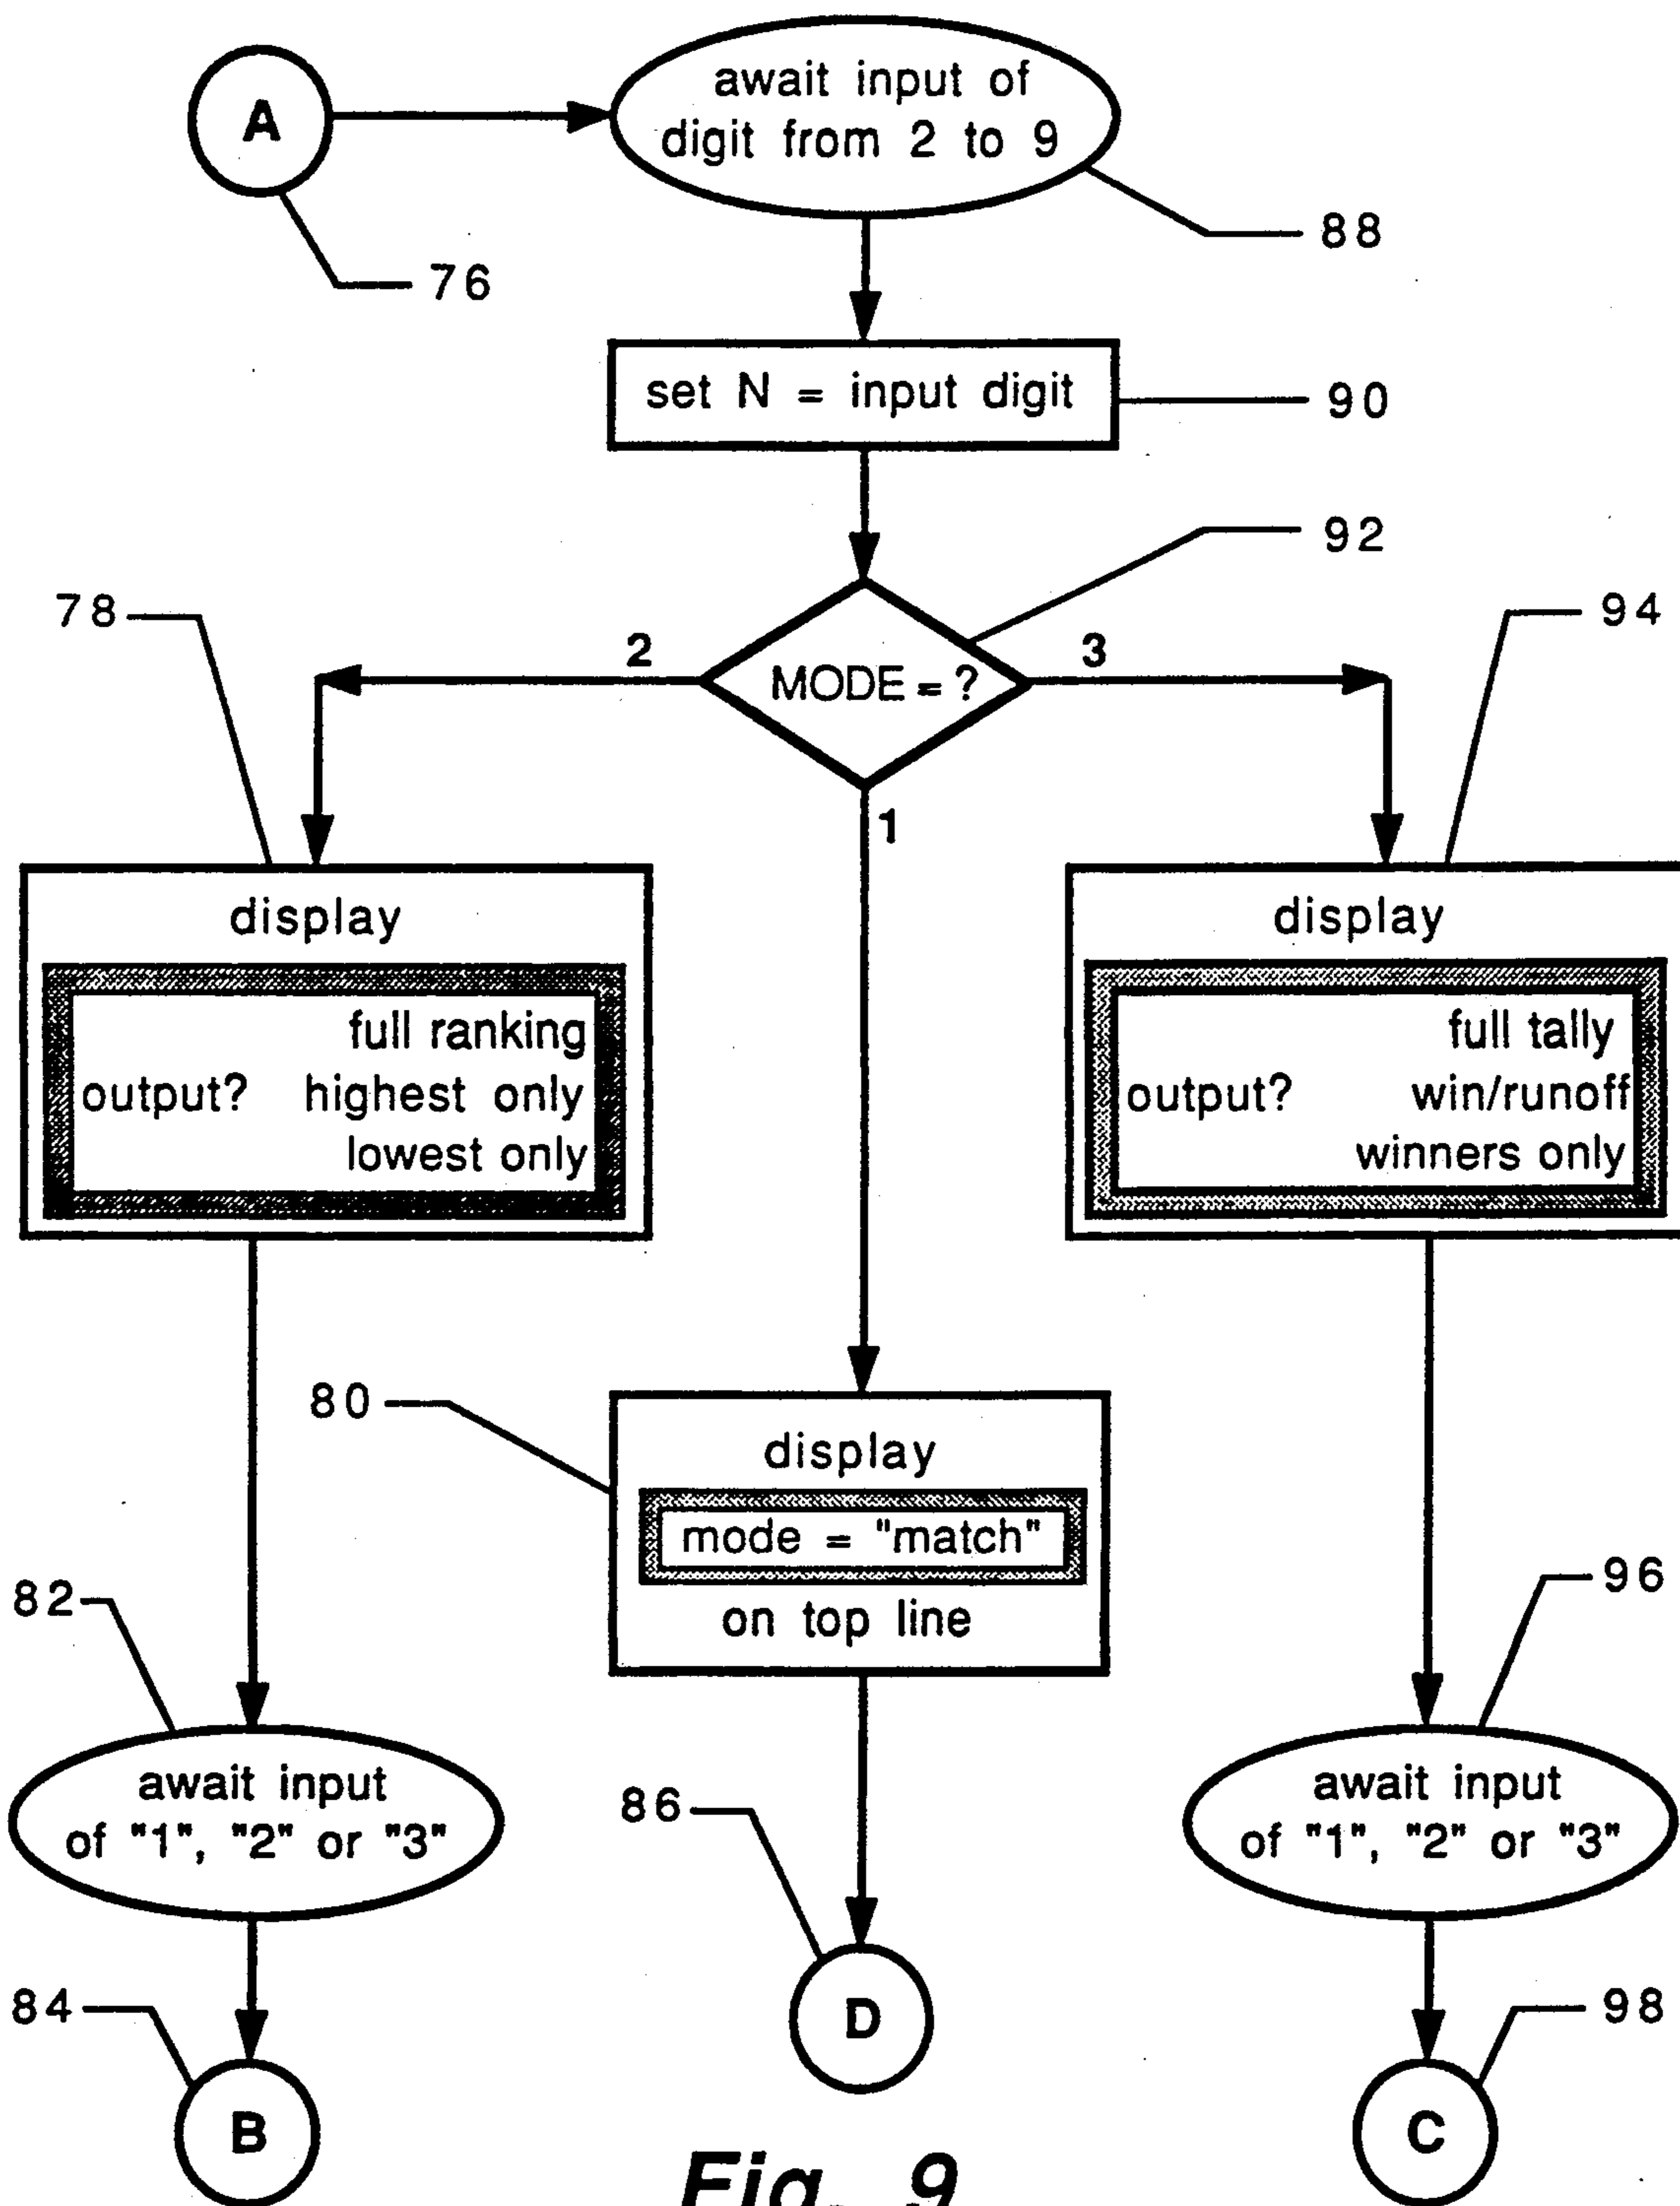 A
await input of
digit from 2 to 9
88
76
set N = input digit
90
92
78
94
2
MODE = ?
3
1
display
full ranking
output? highest only
lowest only
display
full tally
output? win/runoff
winners only
80
display
mode = "match"
on top line
82
96
await input
of "1", "2" or "3"
86
await input
of "1", "2" or "3"
84
D
98
B
C
Fig. 9